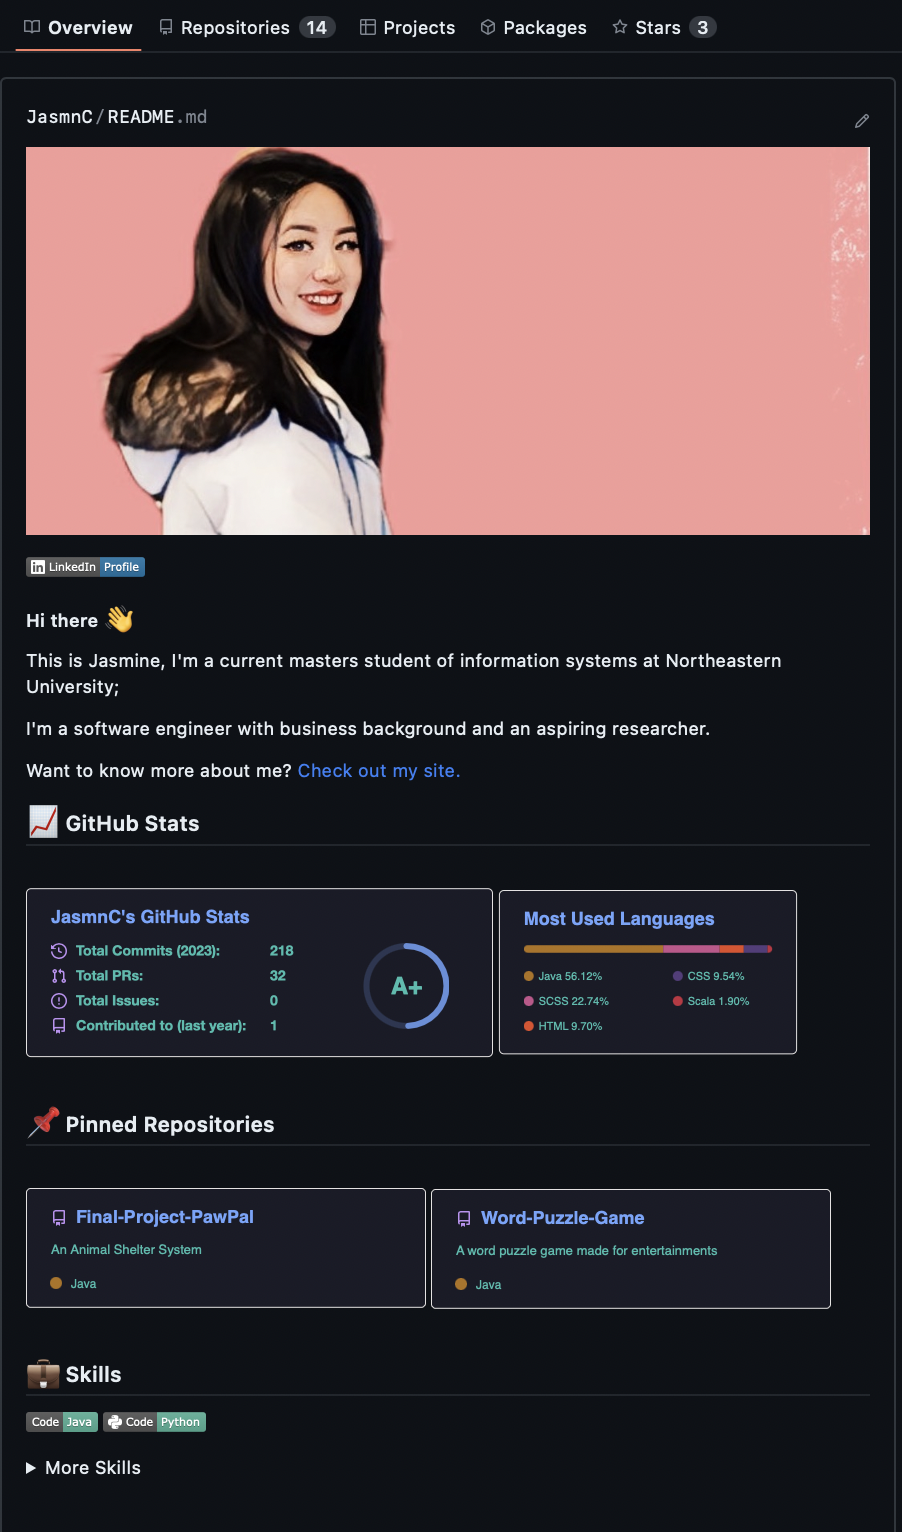 Overview Repositories 14 Projects Packages Stars 3
JasmnC/README.md
LinkedIn Profile
Hi there 👋
This is Jasmine, I'm a current masters student of information systems at Northeastern
University;
I'm a software engineer with business background and an aspiring researcher.
Want to know more about me? Check out my site.
GitHub Stats
JasmnC's GitHub Stats
Total Commits (2023): 218
Total PRs: 32
Total Issues: 0
Contributed to (last year): 1
A+
Most Used Languages
Java 56.12% CSS 9.54%
SCSS 22.74% Scala 1.90%
HTML 9.70%
Pinned Repositories
Final-Project-PawPal
An Animal Shelter System
Java
Word-Puzzle-Game
A word puzzle game made for entertainments
Java
Skills
Code Java Code Python
More Skills